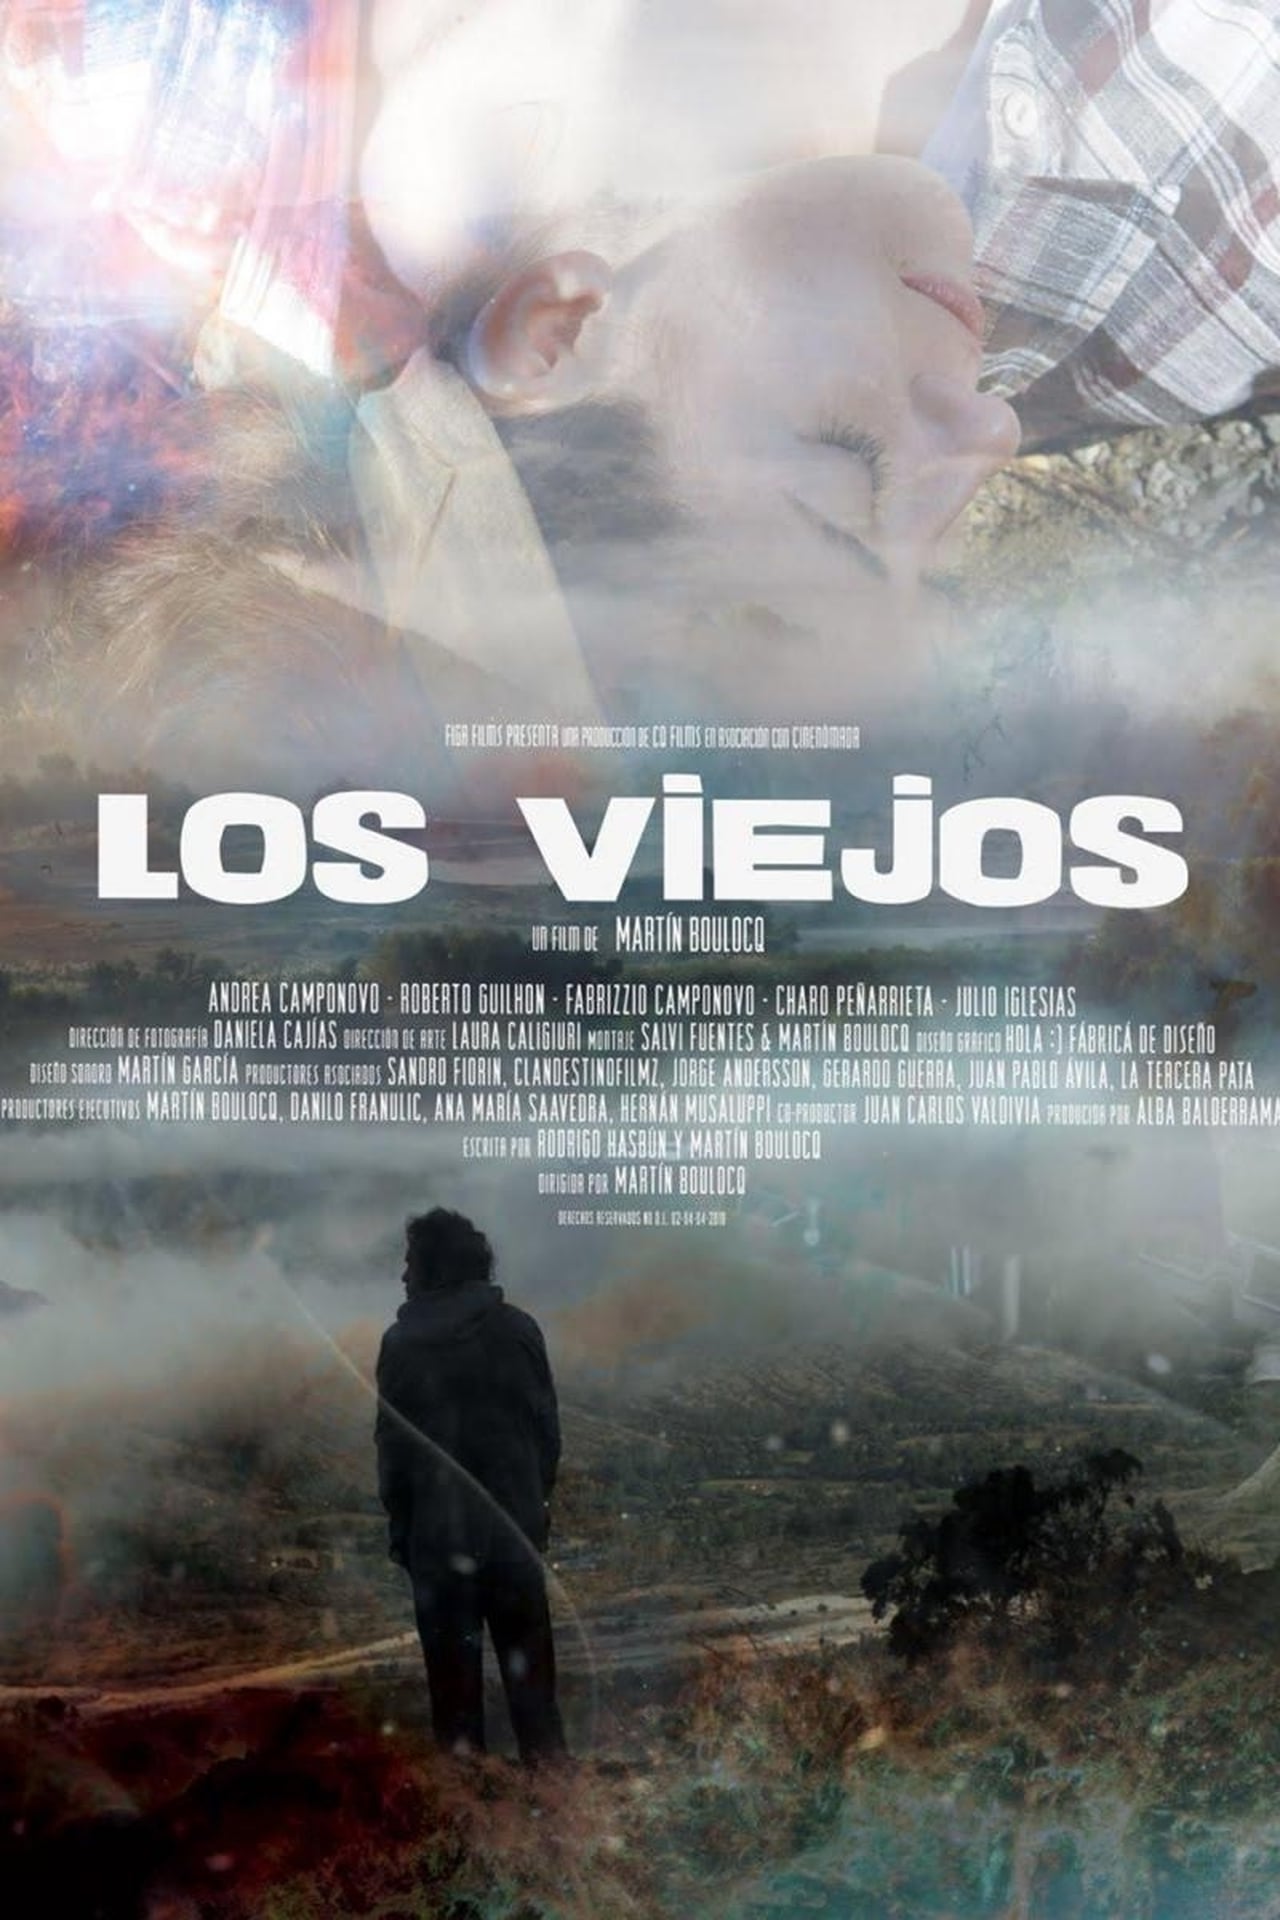 FIGA FILMS PRESENTA UNA PRODUCCIÓN DE CQ FILMS EN ASOCIACIÓN CON CINENÓMADA
LOS VIEJOS
UN FILM DE MARTÍN BOULOCQ
ANDREA CAMPONOVO - ROBERTO GUILHON - FABRIZZIO CAMPONOVO - CHARO PEÑARRIETA - JULIO IGLESIAS
DIRECCIÓN DE FOTOGRAFÍA DANIELA CAJÍAS DIRECCIÓN DE ARTE LAURA CALIGIURI MONTAJE SALVI FUENTES & MARTÍN BOULOCQ DISEÑO GRÁFICO HOLA :) FÁBRICÁ DE DISEÑO
DISEÑO SONORO MARTÍN GARCÍA PRODUCTORES ASOCIADOS SANDRO FIORIN, CLANDESTINOFILMZ, JORGE ANDERSSON, GERARDO GUERRA, JUAN PABLO ÁVILA, LA TERCERA PATA
PRODUCTORES EJECUTIVOS MARTÍN BOULOCQ, DANILO FRANULIC, ANA MARÍA SAAVEDRA, HERNÁN MUSALUPPI CO-PRODUCTOR JUAN CARLOS VALDIVIA PRODUCIDA POR ALBA BALDERRAMA
ESCRITA POR RODRIGO HASBÚN Y MARTÍN BOULOCQ
DIRIGIDA POR MARTÍN BOULOCQ
DERECHOS RESERVADOS